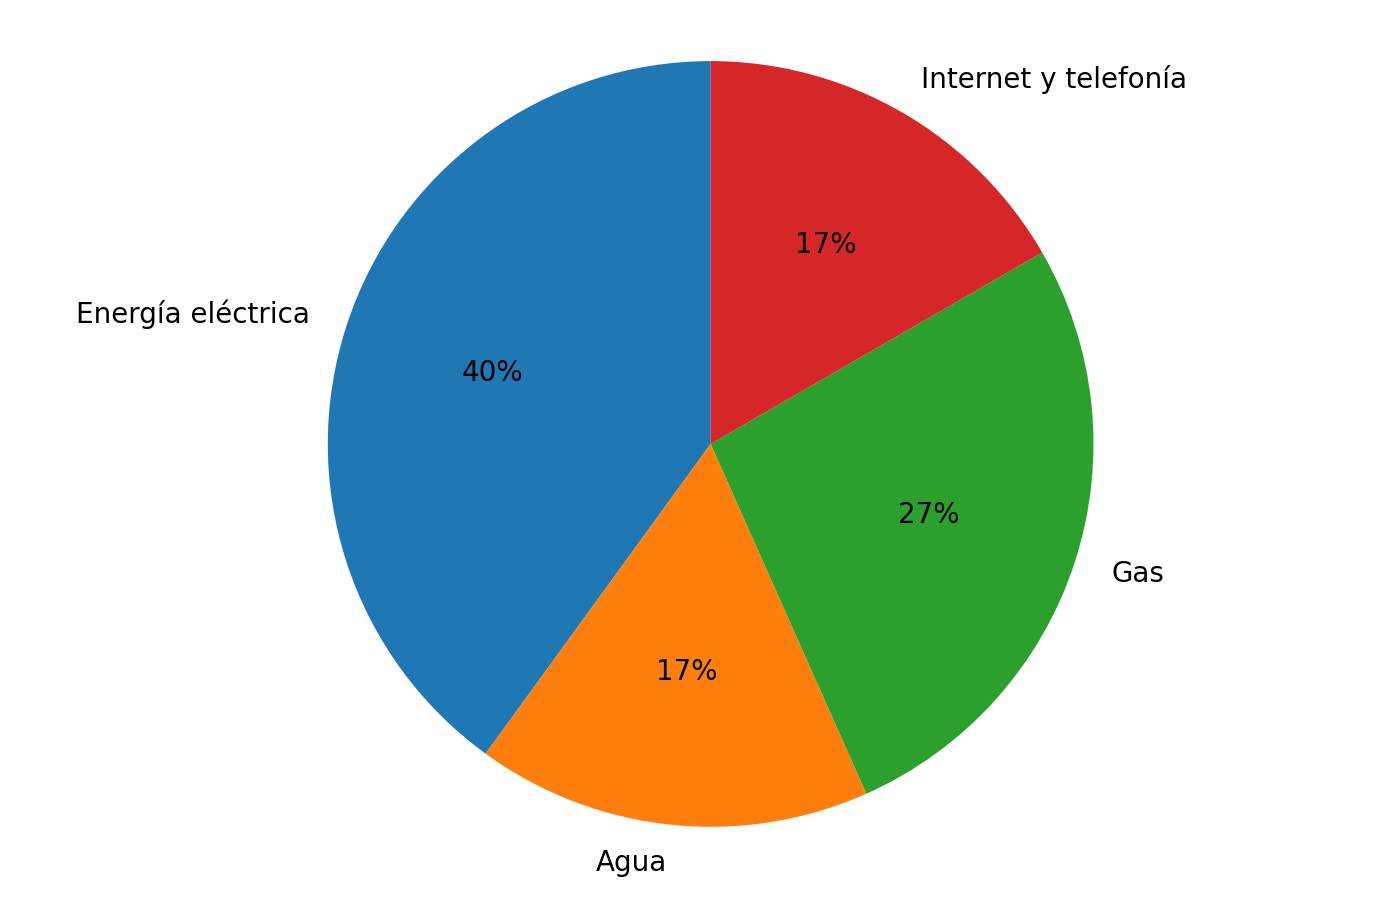 Internet y telefonía
17%
Energía eléctrica
40%
27%
Gas
17%
Agua